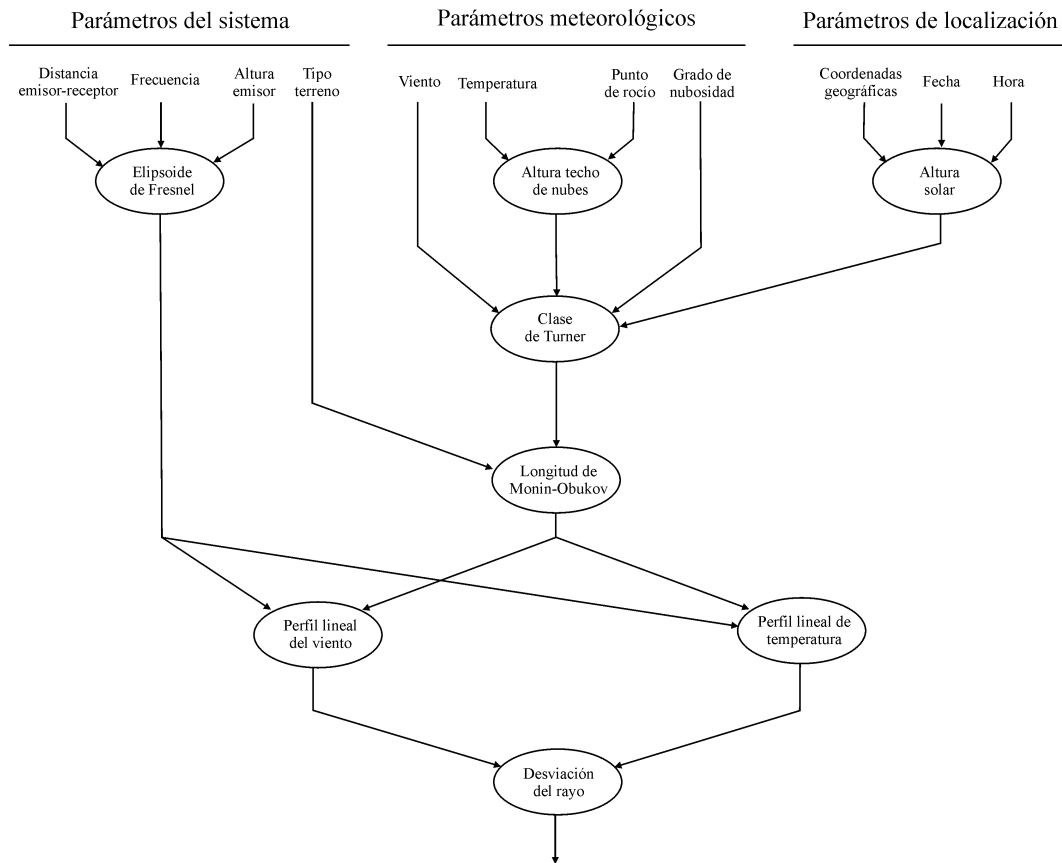 Parámetros del sistema
Parámetros meteorológicos
Parámetros de localización
Distancia
emisor-receptor
Frecuencia
Altura
emisor
Tipo
terreno
Viento
Temperatura
Punto
de rocío
Grado de
nubosidad
Coordenadas
geográficas
Fecha
Hora
Elipsoide
de Fresnel
Altura techo
de nubes
Altura
solar
Clase
de Turner
Longitud de
Monin-Obukov
Perfil lineal
del viento
Perfil lineal de
temperatura
Desviación
del rayo